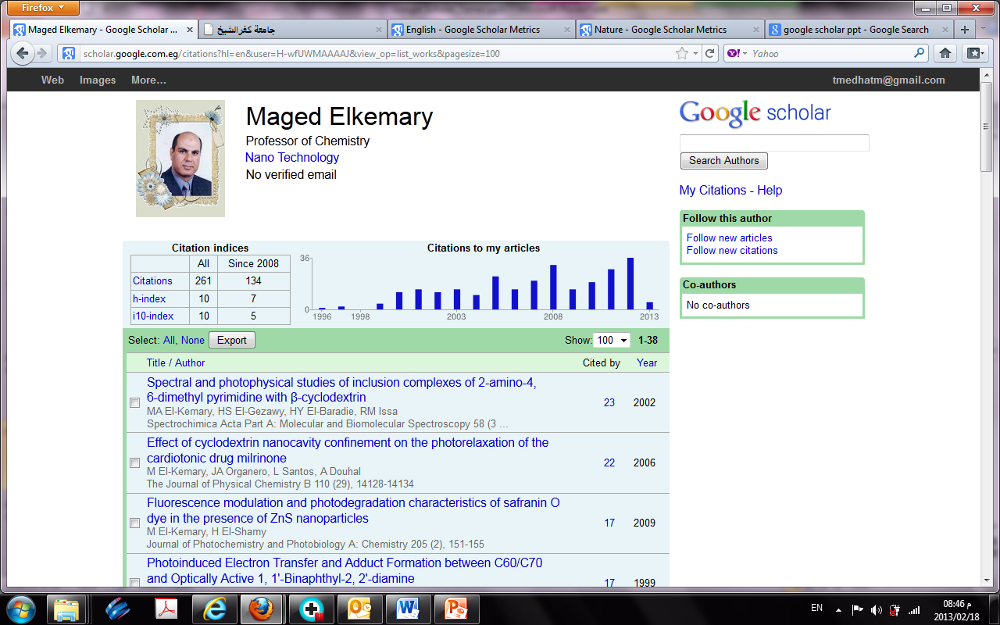 Firefox
Maged Elkemary - Google Scholar ...
جامعة كفرالشيخ
English - Google Scholar Metrics
Nature - Google Scholar Metrics
google scholar ppt - Google Search
scholar.google.com.eg/citations?hl=en&user=H-wfUWMAAAAJ&view_op=list_works&pagesize=100
Yahoo
Web Images More...
tmedhatm@gmail.com
Maged Elkemary
Professor of Chemistry
Nano Technology
No verified email
Google scholar
Search Authors
My Citations - Help
Follow this author
Follow new articles
Follow new citations
Co-authors
No co-authors
Citation indices
All Since 2008
Citations 261 134
h-index 10 7
i10-index 10 5
Citations to my articles
36
0
1996 1998 2003 2008 2013
Select: All, None Export Show: 100 1-38
Title / Author Cited by Year
Spectral and photophysical studies of inclusion complexes of 2-amino-4,
6-dimethyl pyrimidine with β-cyclodextrin
MA El-Kemary, HS El-Gezawy, HY El-Baradie, RM Issa
Spectrochimica Acta Part A: Molecular and Biomolecular Spectroscopy 58 (3 ...
23 2002
Effect of cyclodextrin nanocavity confinement on the photorelaxation of the
cardiotonic drug milrinone
M El-Kemary, JA Organero, L Santos, A Douhal
The Journal of Physical Chemistry B 110 (29), 14128-14134
22 2006
Fluorescence modulation and photodegradation characteristics of safranin O
dye in the presence of ZnS nanoparticles
M El-Kemary, H El-Shamy
Journal of Photochemistry and Photobiology A: Chemistry 205 (2), 151-155
17 2009
Photoinduced Electron Transfer and Adduct Formation between C60/C70
and Optically Active 1, 1'-Binaphthyl-2, 2'-diamine
17 1999
EN
08:46 م
2013/02/18